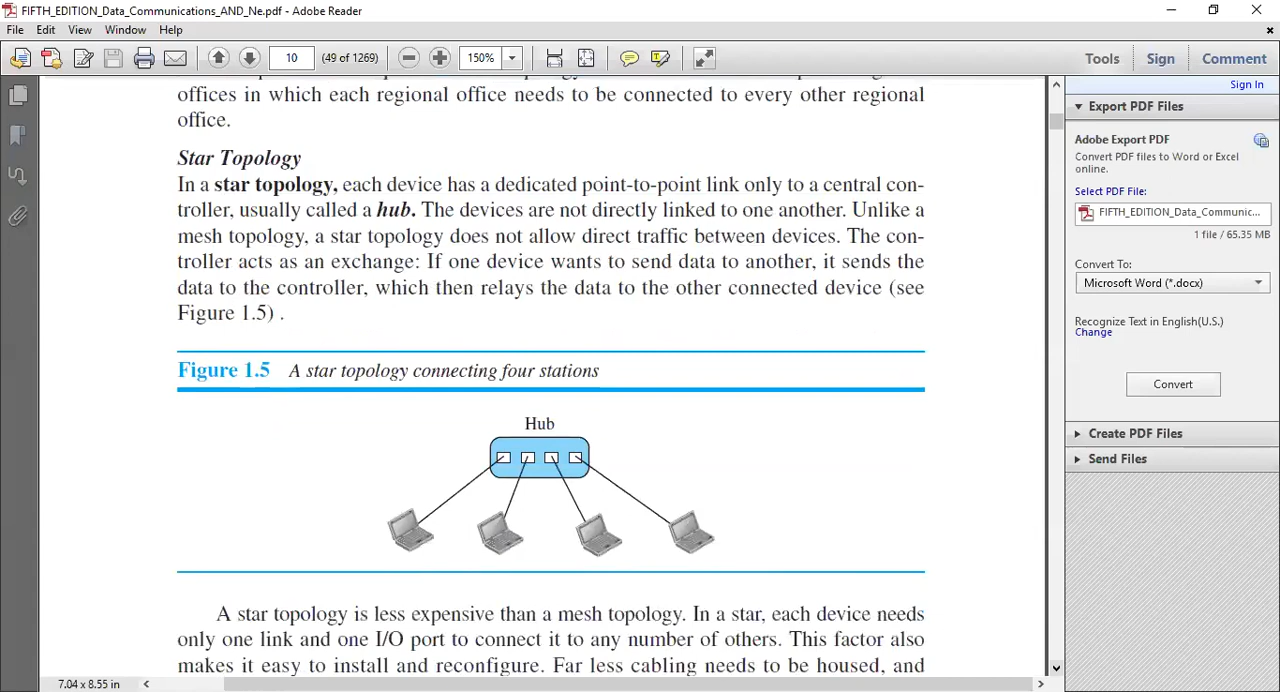 FIFTH_EDITION_Data_Communications_AND_Ne.pdf - Adobe Reader
File Edit View Window Help
10 (49 of 1269) 150% Tools Sign Comment
offices in which each regional office needs to be connected to every other regional
office.
Star Topology
In a star topology, each device has a dedicated point-to-point link only to a central con-
troller, usually called a hub. The devices are not directly linked to one another. Unlike a
mesh topology, a star topology does not allow direct traffic between devices. The con-
troller acts as an exchange: If one device wants to send data to another, it sends the
data to the controller, which then relays the data to the other connected device (see
Figure 1.5) .
Figure 1.5 A star topology connecting four stations
Hub
A star topology is less expensive than a mesh topology. In a star, each device needs
only one link and one I/O port to connect it to any number of others. This factor also
makes it easy to install and reconfigure. Far less cabling needs to be housed, and
7.04 x 8.55 in
Sign In
Export PDF Files
Adobe Export PDF
Convert PDF files to Word or Excel
online.
Select PDF File:
FIFTH_EDITION_Data_Communic...
1 file / 65.35 MB
Convert To:
Microsoft Word (*.docx)
Recognize Text in English(U.S.)
Change
Convert
Create PDF Files
Send Files